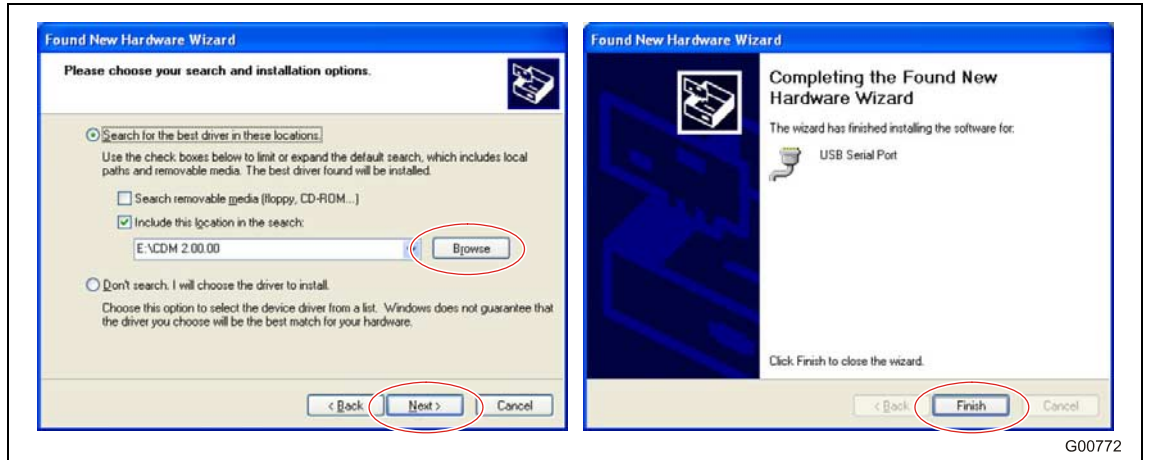 Found New Hardware Wizard
Please choose your search and installation options.
Search for the best driver in these locations.
Use the check boxes below to limit or expand the default search, which includes local
paths and removable media. The best driver found will be installed.
Search removable media (floppy, CD-ROM...)
Include this location in the search:
E:\CDM 2.00.00
Browse
Don't search. I will choose the driver to install.
Choose this option to select the device driver from a list. Windows does not guarantee that
the driver you choose will be the best match for your hardware.
< Back
Next >
Cancel
Found New Hardware Wizard
Completing the Found New
Hardware Wizard
The wizard has finished installing the software for:
USB Serial Port
Click Finish to close the wizard.
< Back
Finish
Cancel
G00772